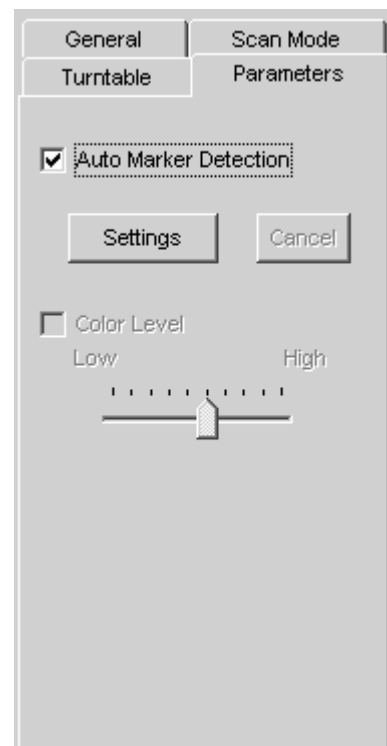 General Scan Mode
Turntable Parameters
Auto Marker Detection
Settings Cancel
Color Level
Low High